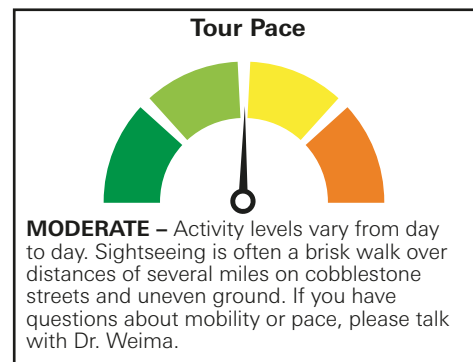 Tour Pace
MODERATE – Activity levels vary from day
to day. Sightseeing is often a brisk walk over
distances of several miles on cobblestone
streets and uneven ground. If you have
questions about mobility or pace, please talk
with Dr. Weima.